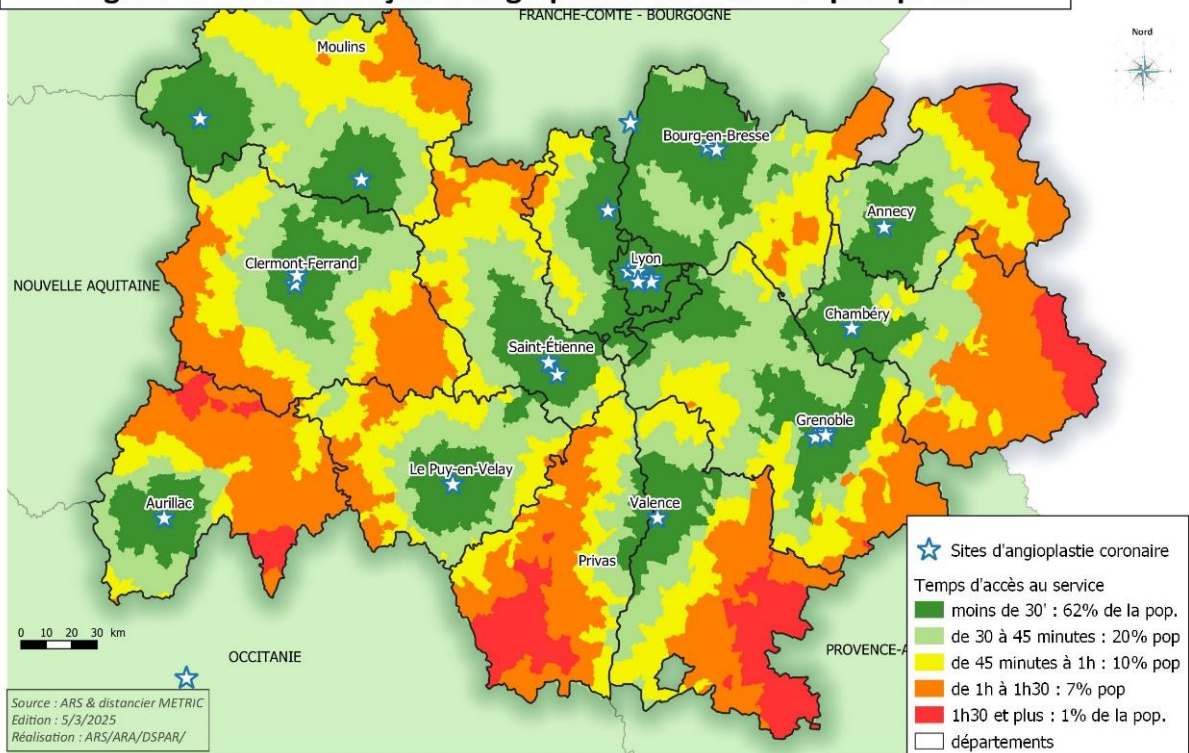 FRANCHE-COMTE - BOURGOGNE
Nord
Moulins
Bourg-en-Bresse
Annecy
Lyon
Clermont-Ferrand
NOUVELLE AQUITAINE
Chambéry
Saint-Étienne
Grenoble
Le Puy-en-Velay
Aurillac
Valence
Privas
Sites d'angioplastie coronaire
Temps d'accès au service
moins de 30' : 62% de la pop.
de 30 à 45 minutes : 20% pop
de 45 minutes à 1h : 10% pop
de 1h à 1h30 : 7% pop
1h30 et plus : 1% de la pop.
départements
0 10 20 30 km
OCCITANIE
PROVENCE-A
Source : ARS & distancier METRIC
Edition : 5/3/2025
Réalisation : ARS/ARA/DSPAR/